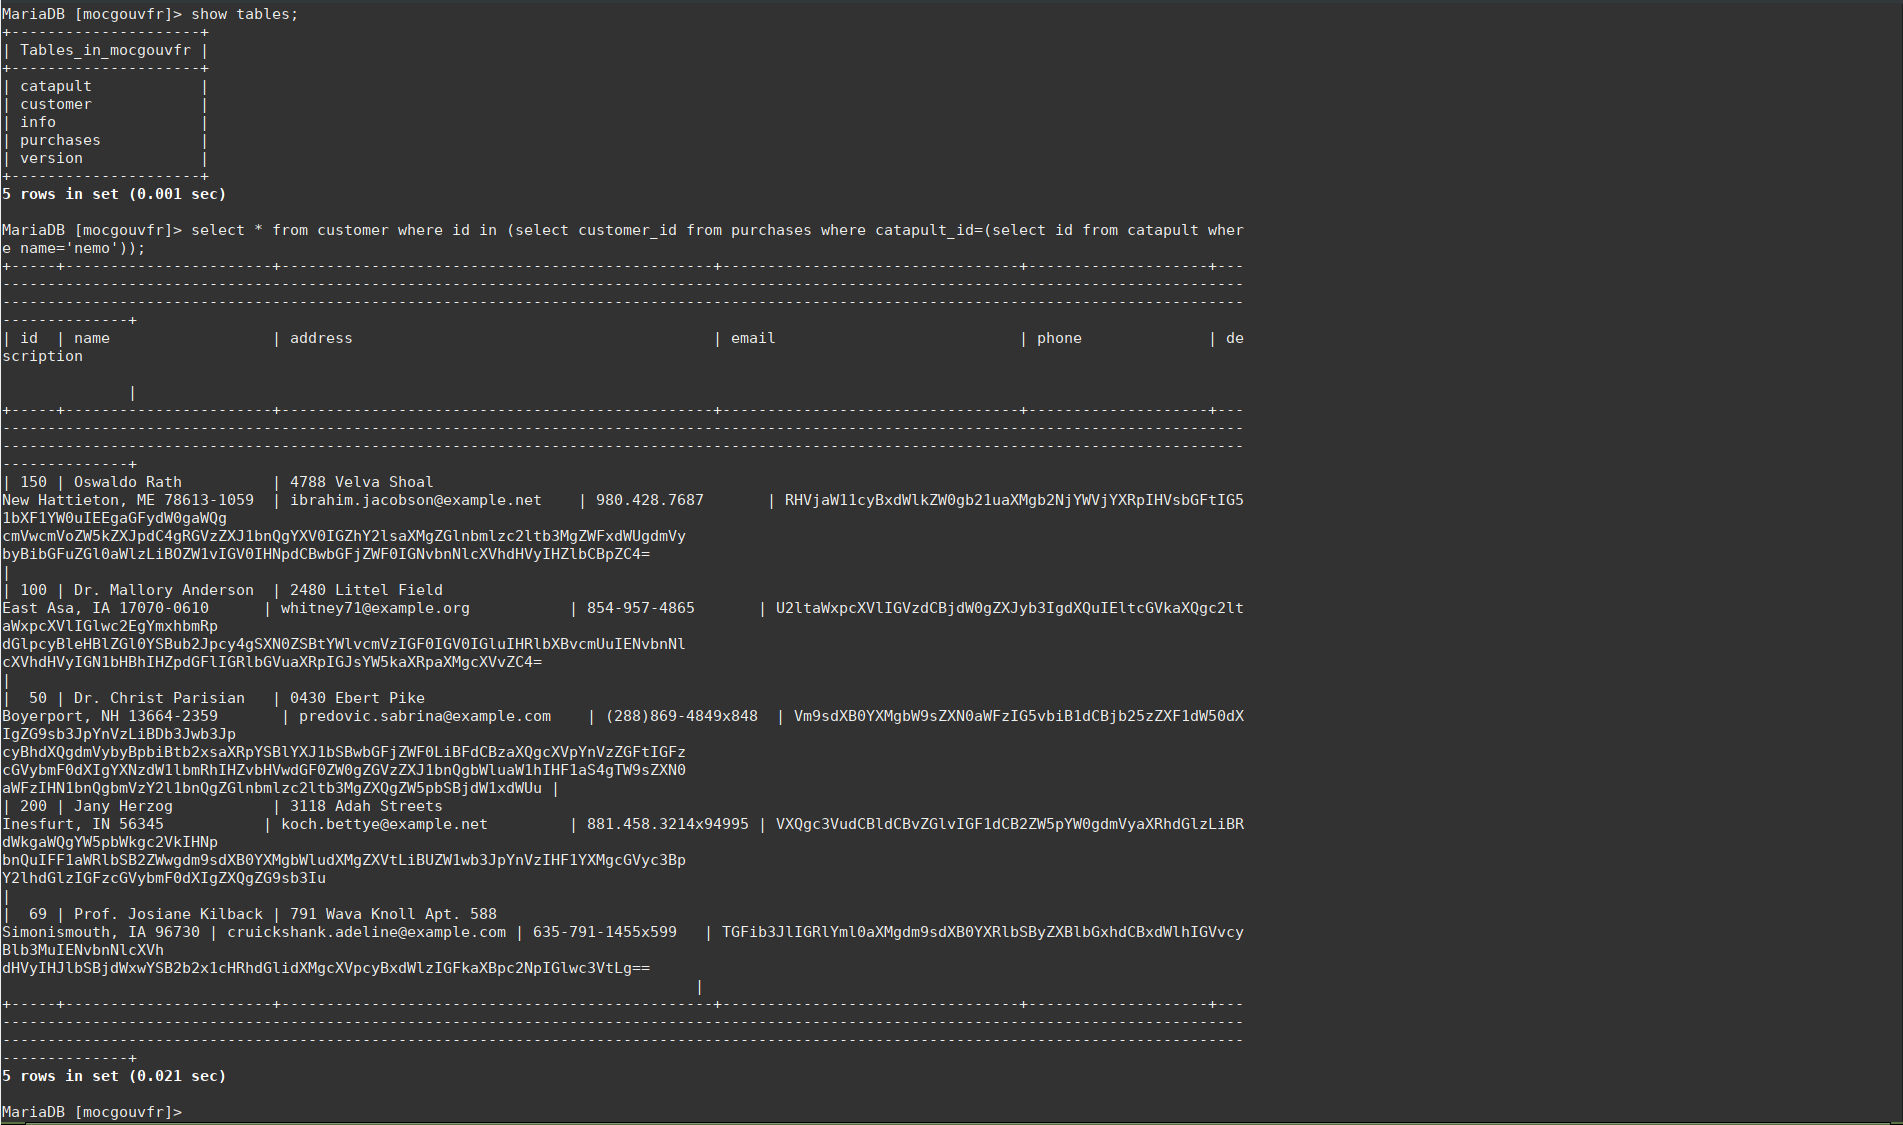 MariaDB [mocgouvfr]> show tables;
+---------------------+
| Tables_in_mocgouvfr |
+---------------------+
| catapult            |
| customer            |
| info                |
| purchases           |
| version             |
+---------------------+
5 rows in set (0.001 sec)
MariaDB [mocgouvfr]> select * from customer where id in (select customer_id from purchases where catapult_id=(select id from catapult wher
e name='nemo'));
| id  | name                  | address                                        | email                           | phone              | de
scription
|
| 150 | Oswaldo Rath          | 4788 Velva Shoal
New Hattieton, ME 78613-1059  | ibrahim.jacobson@example.net    | 980.428.7687       | RHVjaW11cyBxdWlkZW0gb21uaXMgb2NjYWVjYXRpIHVsbGFtIG5
1bXF1YW0uIEEgaGFydW0gaWQg
cmVwcmVoZW5kZXJpdC4gRGVzZXJ1bnQgYXV0IGZhY2lsaXMgZGlnbmlzc2ltb3MgZWFxdWUgdmVy
byBibGFuZGl0aWlzLiBOZW1vIGV0IHNpdCBwbGFjZWF0IGNvbnNlcXVhdHVyIHZlbCBpZC4=
|
| 100 | Dr. Mallory Anderson  | 2480 Littel Field
East Asa, IA 17070-0610      | whitney71@example.org           | 854-957-4865       | U2ltaWxpcXVlIGVzdCBjdW0gZXJyb3IgdXQuIEltcGVkaXQgc2lt
aWxpcXVlIGlwc2EgYmxhbmRp
dGlpcyBleHBlZGl0YSBub2Jpcy4gSXN0ZSBtYWlvcmVzIGF0IGV0IGluIHRlbXBvcmUuIENvbnNl
cXVhdHVyIGN1bHBhIHZpdGFlIGRlbGVuaXRpIGJsYW5kaXRpaXMgcXVvZC4=
|
|  50 | Dr. Christ Parisian   | 0430 Ebert Pike
Boyerport, NH 13664-2359       | predovic.sabrina@example.com    | (288)869-4849x848  | Vm9sdXB0YXMgbW9sZXN0aWFzIG5vbiB1dCBjb25zZXF1dW50dX
IgZG9sb3JpYnVzLiBDb3Jwb3Jp
cyBhdXQgdmVybyBpbiBtb2xsaXRpYSBlYXJ1bSBwbGFjZWF0LiBFdCBzaXQgcXVpYnVzZGFtIGFz
cGVybmF0dXIgYXNzdW1lbmRhIHZvbHVwdGF0ZW0gZGVzZXJ1bnQgbWluaW1hIHF1aS4gTW9sZXN0
aWFzIHN1bnQgbmVzY2l1bnQgZGlnbmlzc2ltb3MgZXQgZW5pbSBjdW1xdWUu |
| 200 | Jany Herzog           | 3118 Adah Streets
Inesfurt, IN 56345           | koch.bettye@example.net         | 881.458.3214x94995 | VXQgc3VudCBldCBvZGlvIGF1dCB2ZW5pYW0gdmVyaXRhdGlzLiBR
dWkgaWQgYW5pbWkgc2VkIHNp
bnQuIFF1aWRlbSB2ZWwgdm9sdXB0YXMgbWludXMgZXVtLiBUZW1wb3JpYnVzIHF1YXMgcGVyc3Bp
Y2lhdGlzIGFzcGVybmF0dXIgZXQgZG9sb3Iu
|
|  69 | Prof. Josiane Kilback | 791 Wava Knoll Apt. 588
Simonismouth, IA 96730 | cruickshank.adeline@example.com | 635-791-1455x599   | TGFib3JlIGRlYml0aXMgdm9sdXB0YXRlbSByZXBlbGxhdCBxdWlhIGVvcy
Blb3MuIENvbnNlcXVh
dHVyIHJlbSBjdWxwYSB2b2x1cHRhdGlidXMgcXVpcyBxdWlzIGFkaXBpc2NpIGlwc3VtLg==
|
5 rows in set (0.021 sec)
MariaDB [mocgouvfr]>